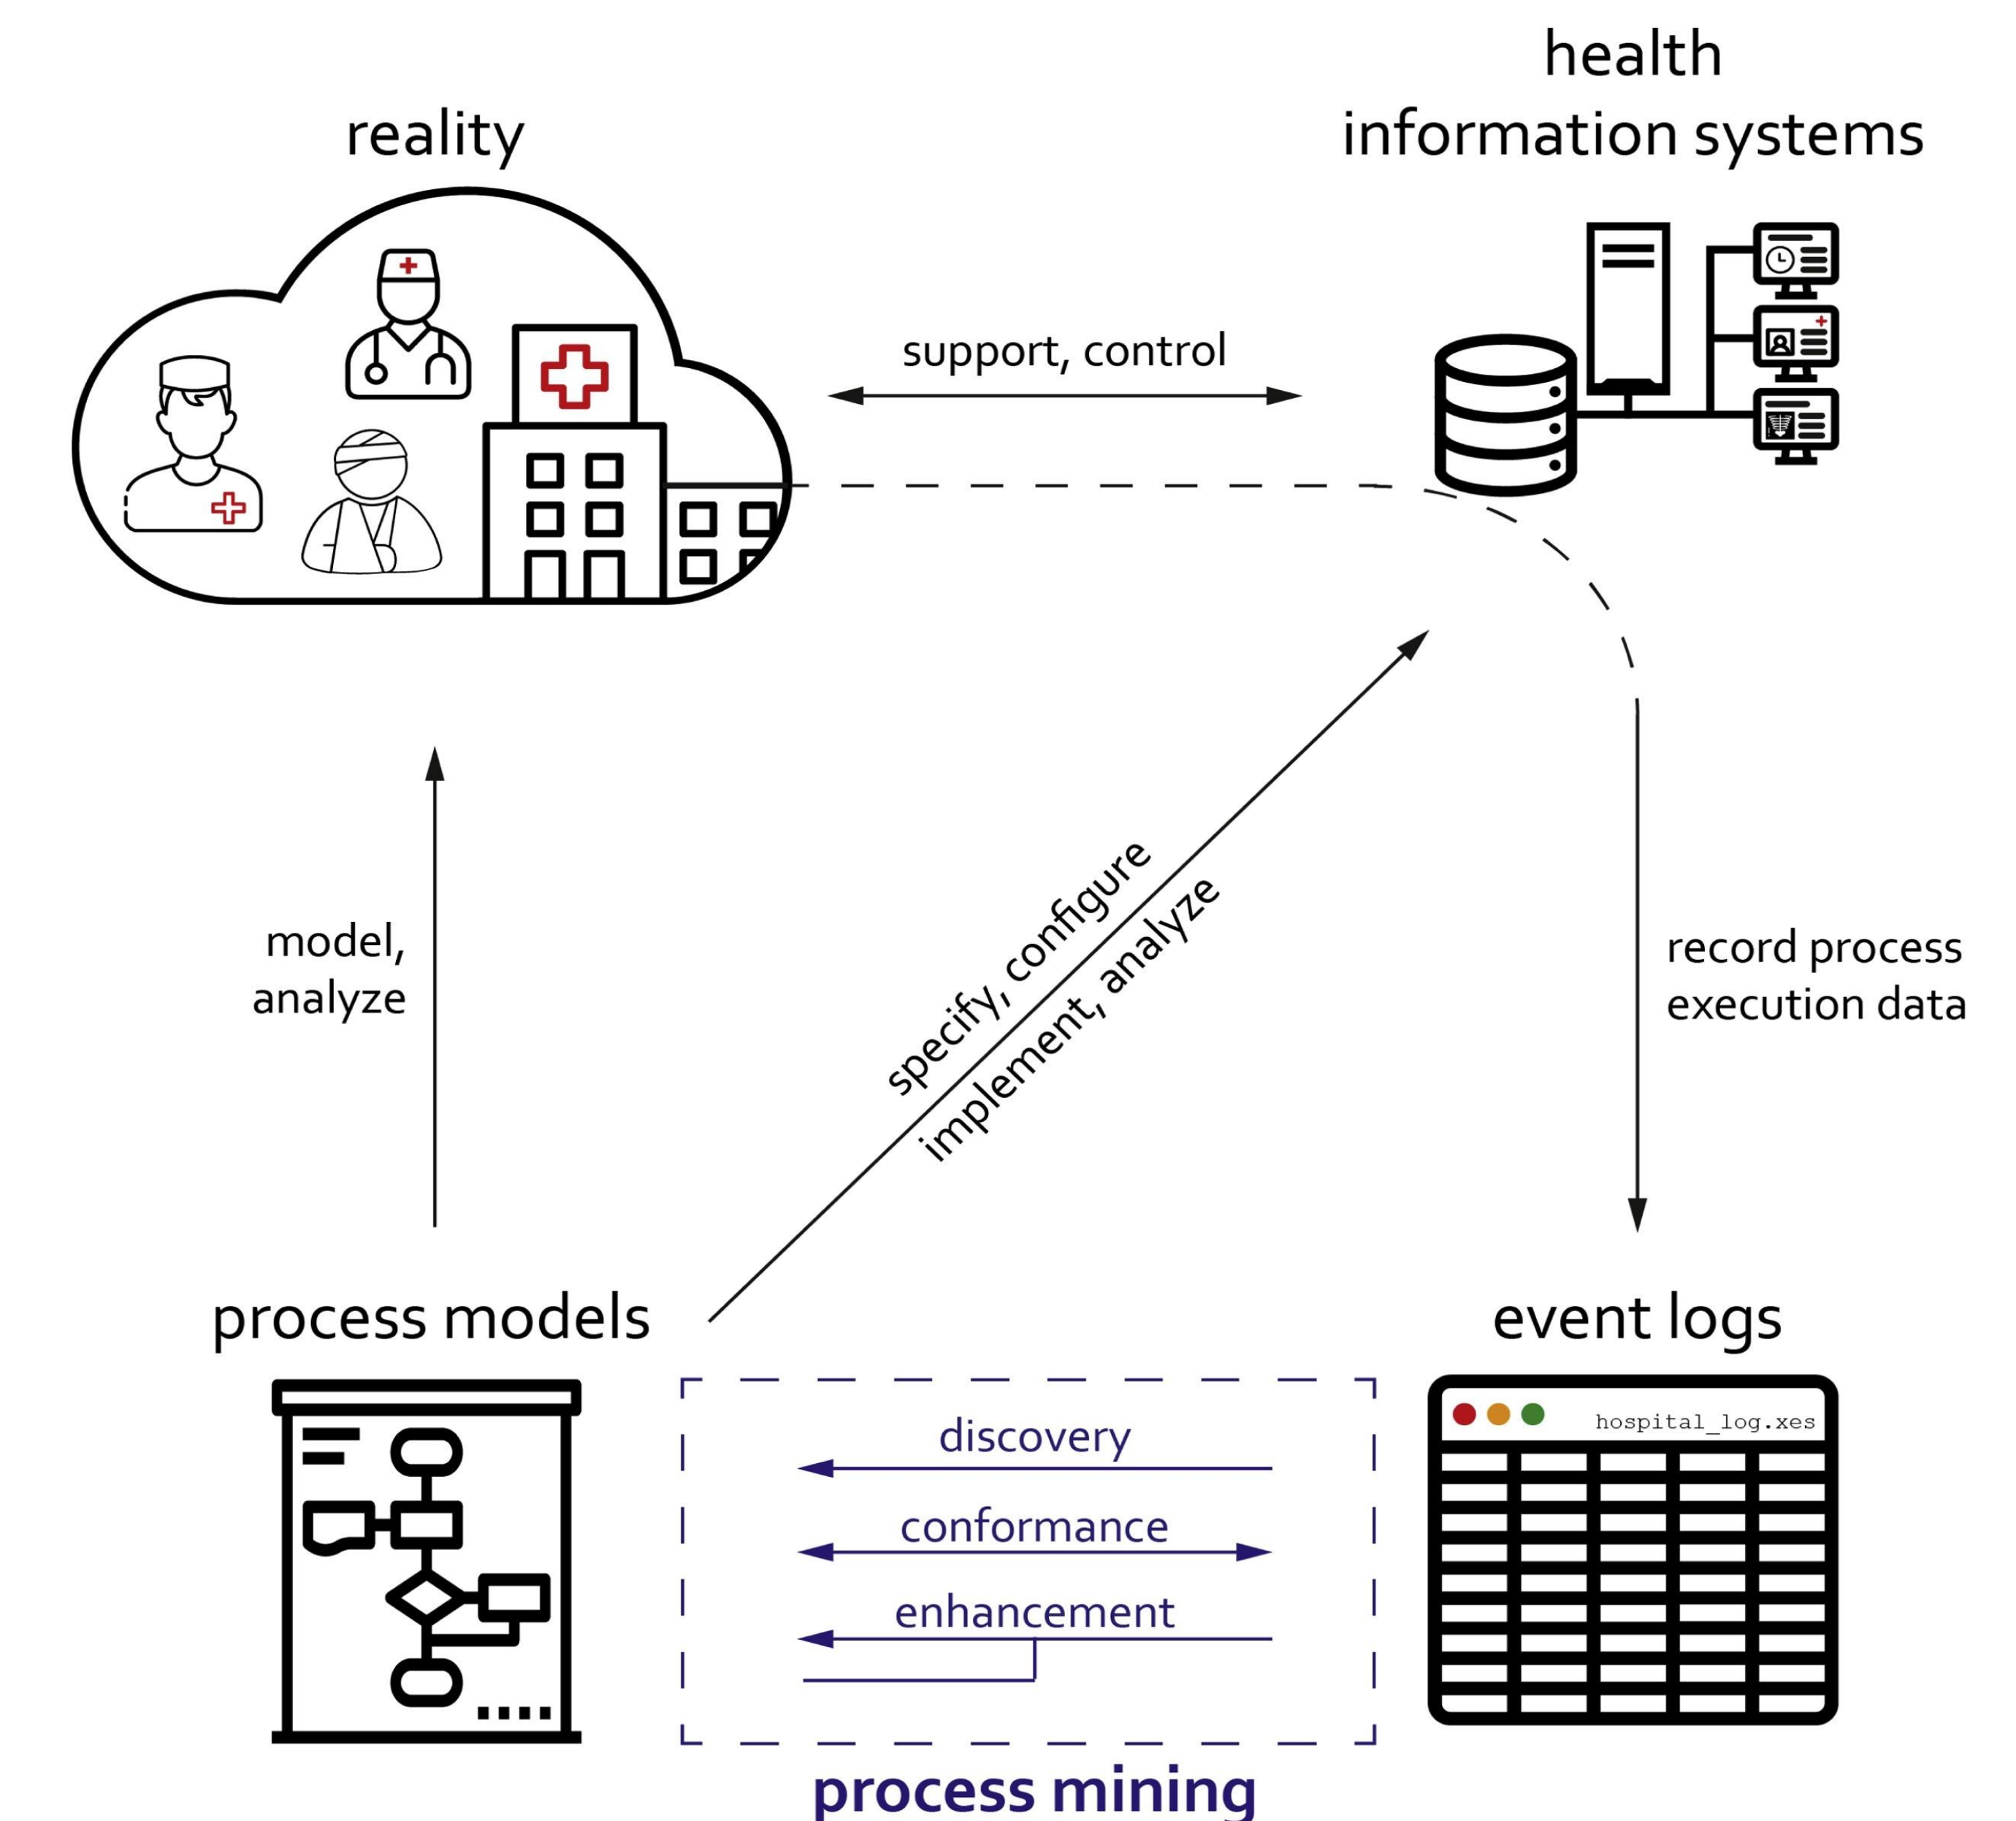 health
information systems
reality
support, control
model,
analyze
specify, configure
implement, analyze
record process
execution data
process models
event logs
hospital_log.xes
discovery
conformance
enhancement
process mining